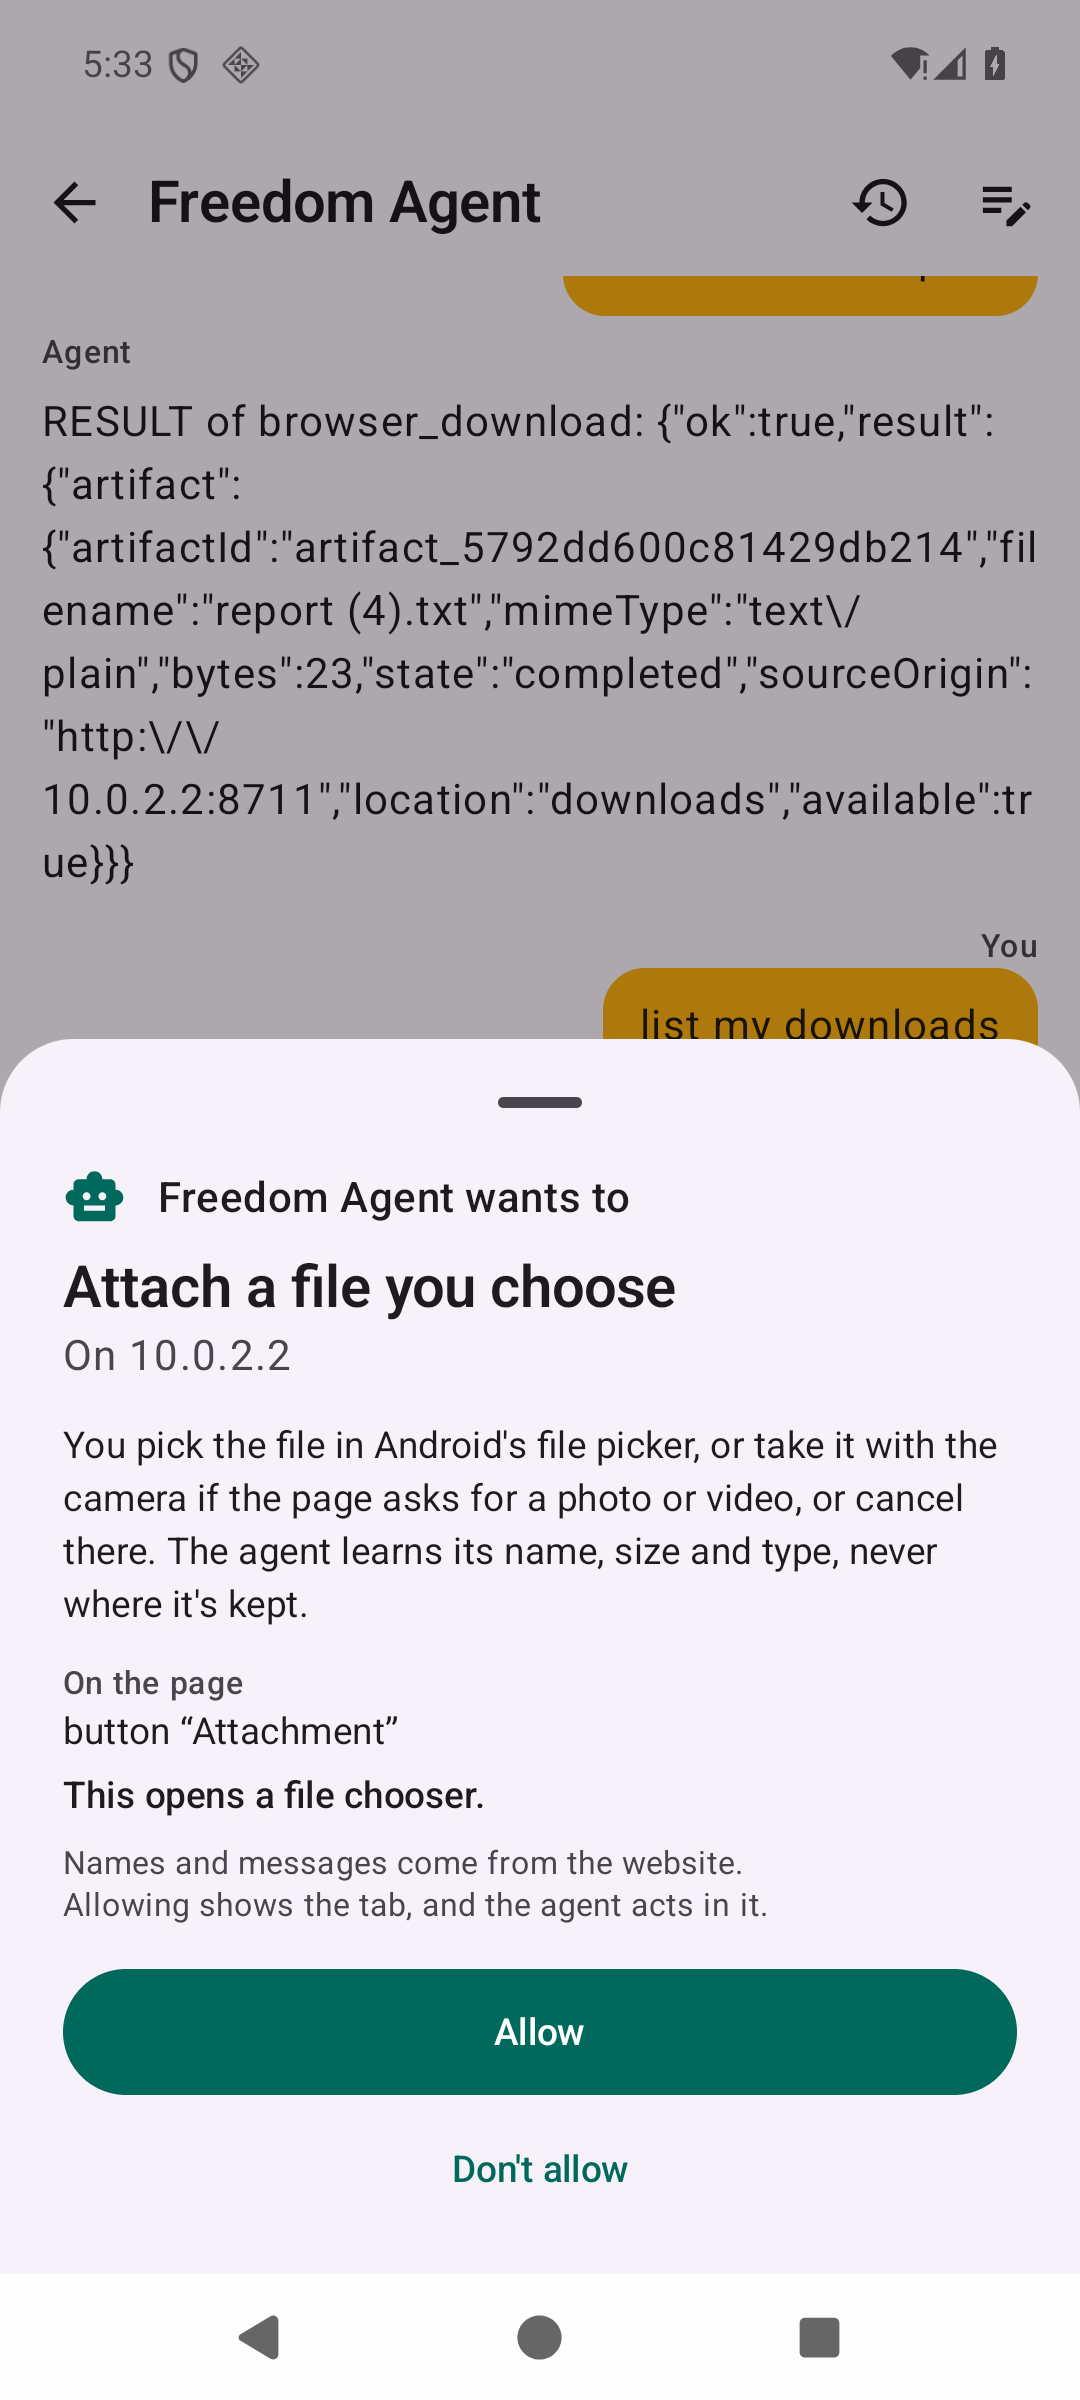 5:33
Freedom Agent
Agent
RESULT of browser_download: {"ok":true,"result":
{"artifact":
{"artifactId":"artifact_5792dd600c81429db214","fil
ename":"report (4).txt","mimeType":"text\/
plain","bytes":23,"state":"completed","sourceOrigin":
"http:\/\/
10.0.2.2:8711","location":"downloads","available":tr
ue}}}
You
list my downloads
Freedom Agent wants to
Attach a file you choose
On 10.0.2.2
You pick the file in Android's file picker, or take it with the
camera if the page asks for a photo or video, or cancel
there. The agent learns its name, size and type, never
where it's kept.
On the page
button “Attachment”
This opens a file chooser.
Names and messages come from the website.
Allowing shows the tab, and the agent acts in it.
Allow
Don't allow